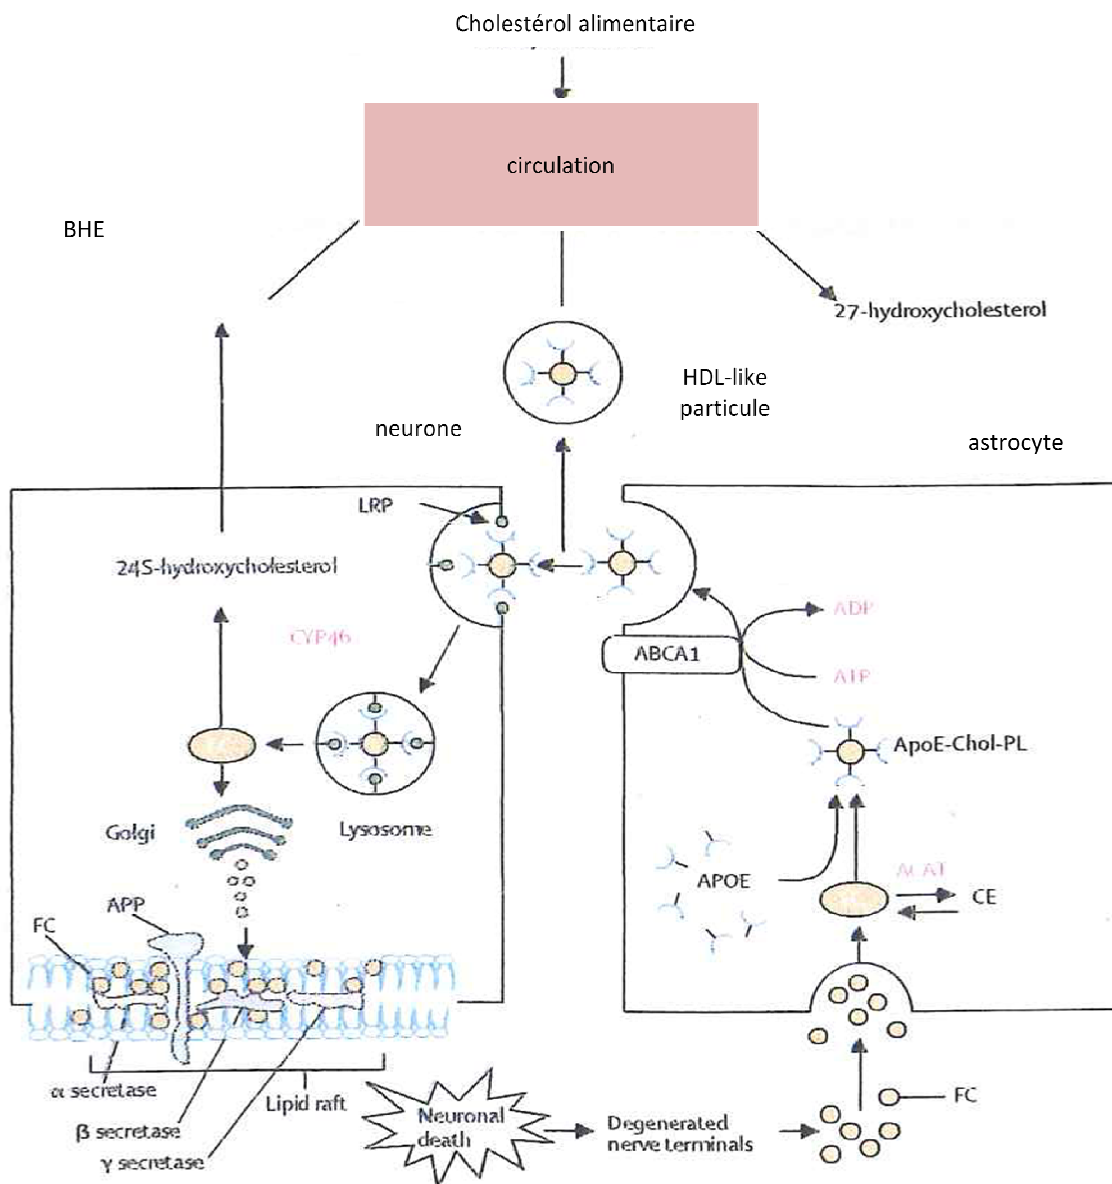 Cholestérol alimentaire
circulation
BHE
27-hydroxycholesterol
HDL-like
particule
neurone
astrocyte
LRP
24S-hydroxycholesterol
CYP46
ADP
ABCA1
ATP
ApoE-Chol-PL
Golgi
Lysosome
ACAT
APOE
CE
APP
FC
α secretase
Lipid raft
β secretase
γ secretase
Neuronal
death
Degenerated
nerve terminals
FC